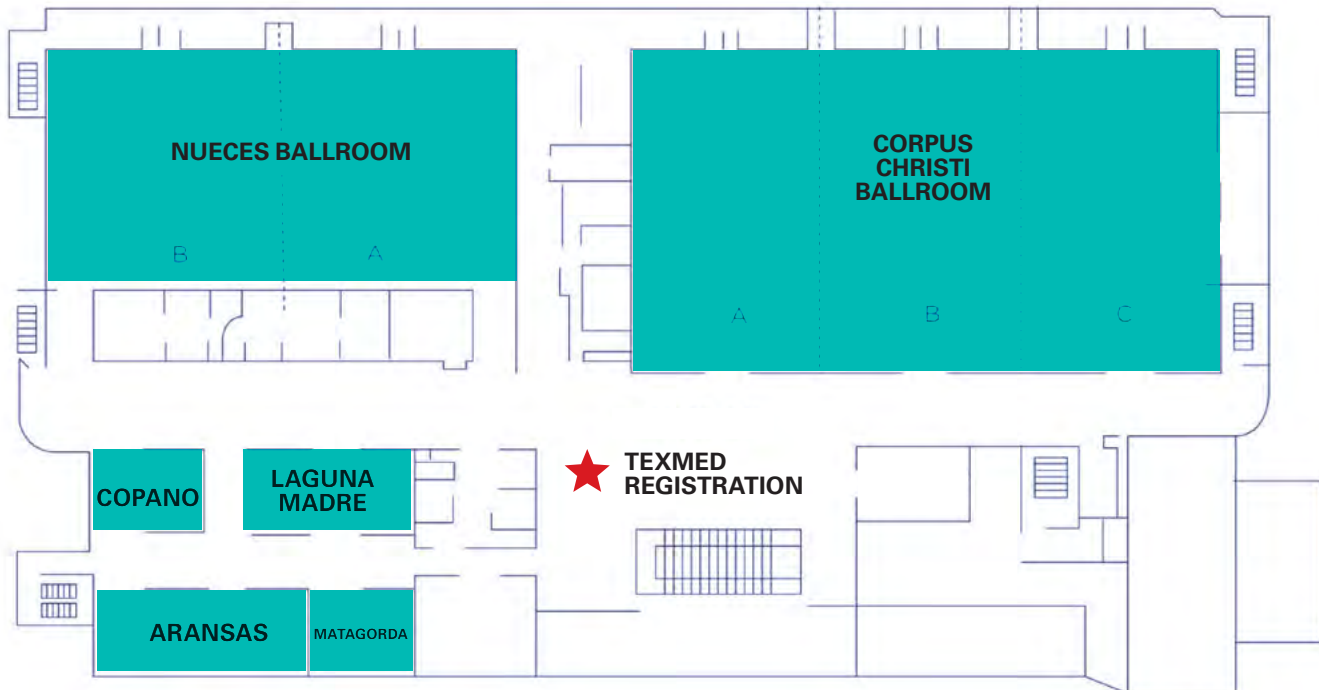 NUECES BALLROOM
B
A
CORPUS
CHRISTI
BALLROOM
A
B
C
COPANO
LAGUNA
MADRE
TEXMED
REGISTRATION
ARANSAS
MATAGORDA